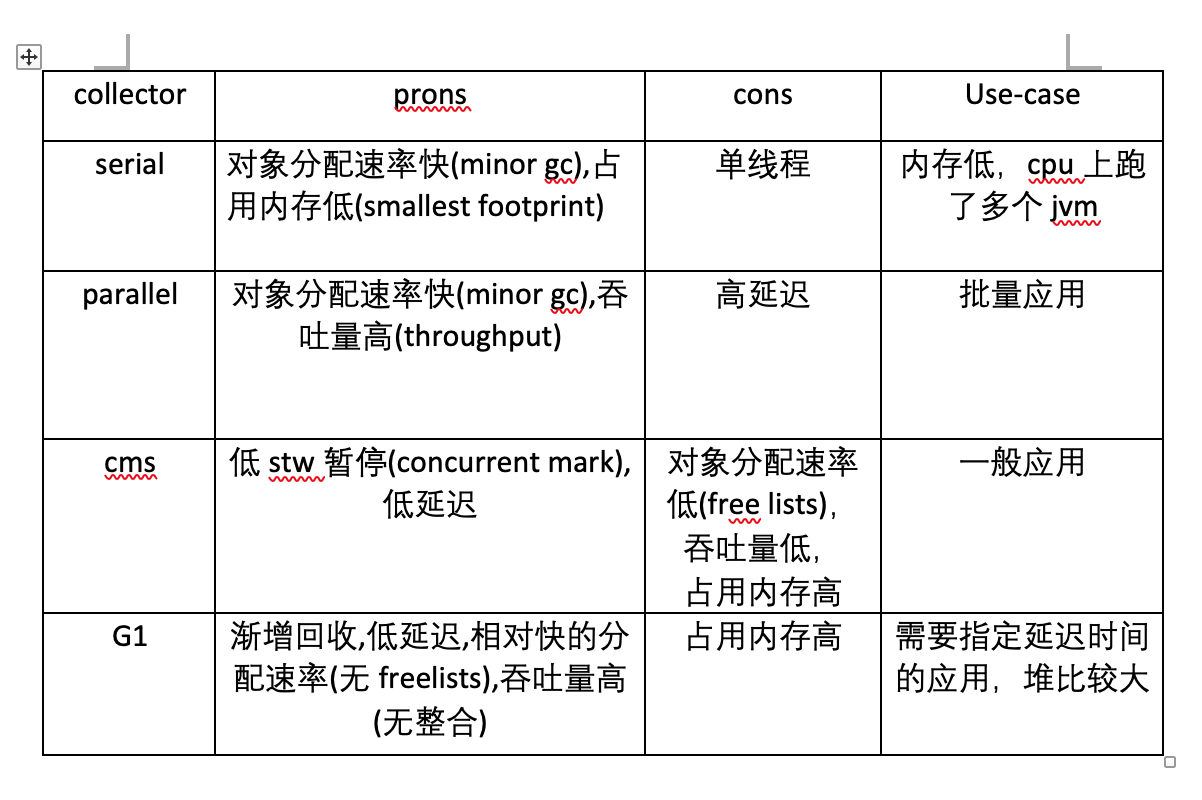 collector
prons
cons
Use-case
serial
对象分配速率快(minor gc),占
用内存低(smallest footprint)
单线程
内存低，cpu 上跑
了多个 jvm
parallel
对象分配速率快(minor gc),吞
吐量高(throughput)
高延迟
批量应用
cms
低 stw 暂停(concurrent mark),
低延迟
对象分配速率
低(free lists)，
吞吐量低，
占用内存高
一般应用
G1
渐增回收,低延迟,相对快的分
配速率(无 freelists),吞吐量高
(无整合)
占用内存高
需要指定延迟时间
的应用，堆比较大